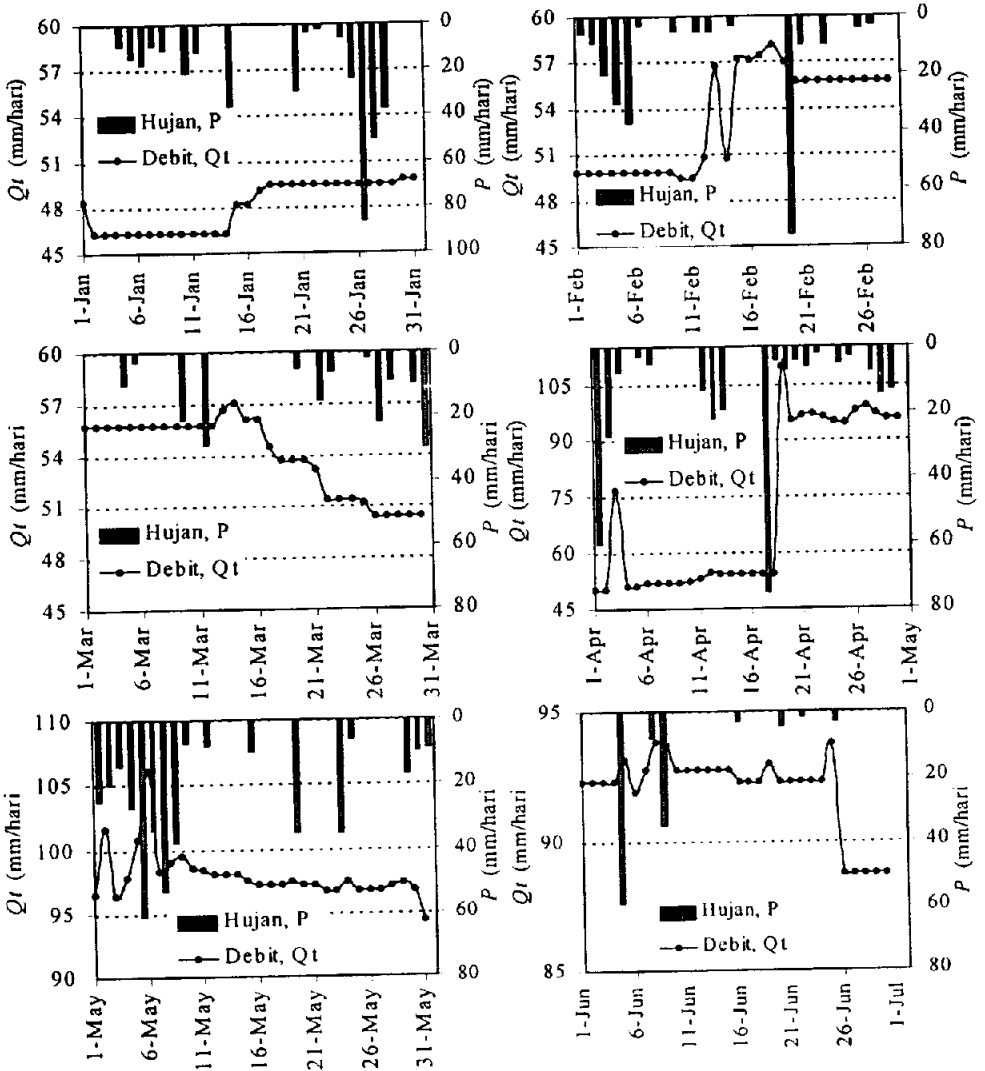 60
57
54
51
48
45
Qt (mm/hari)
0
20
40
60
80
100
P (mm/hari)
Hujan, P
Debit, Qt
1-Jan
6-Jan
11-Jan
16-Jan
21-Jan
26-Jan
31-Jan
60
57
54
51
48
45
Qt (mm/hari)
0
20
40
60
80
P (mm/hari)
Hujan, P
Debit, Qt
1-Feb
6-Feb
11-Feb
16-Feb
21-Feb
26-Feb
60
57
54
51
48
45
Qt (mm/hari)
0
20
40
60
80
P (mm/hari
Hujan, P
Debit, Qt
1-Mar
6-Mar
11-Mar
16-Mar
21-Mar
26-Mar
31-Mar
105
90
75
60
45
Qt (mm/hari)
0
20
40
60
80
P (mm/hari)
Hujan, P
Debit, Qt
1-Apr
6-Apr
11-Apr
16-Apr
21-Apr
26-Apr
1-May
110
105
100
95
90
Qt (mm/hari)
0
20
40
60
80
P (mm/hari)
Hujan, P
Debit, Qt
1-May
6-May
11-May
16-May
21-May
26-May
31-May
95
90
85
Qt (mm/hari)
0
20
40
60
80
P (mm/hari
Hujan, P
Debit, Qt
1-Jun
6-Jun
11-Jun
16-Jun
21-Jun
26-Jun
1-Jul